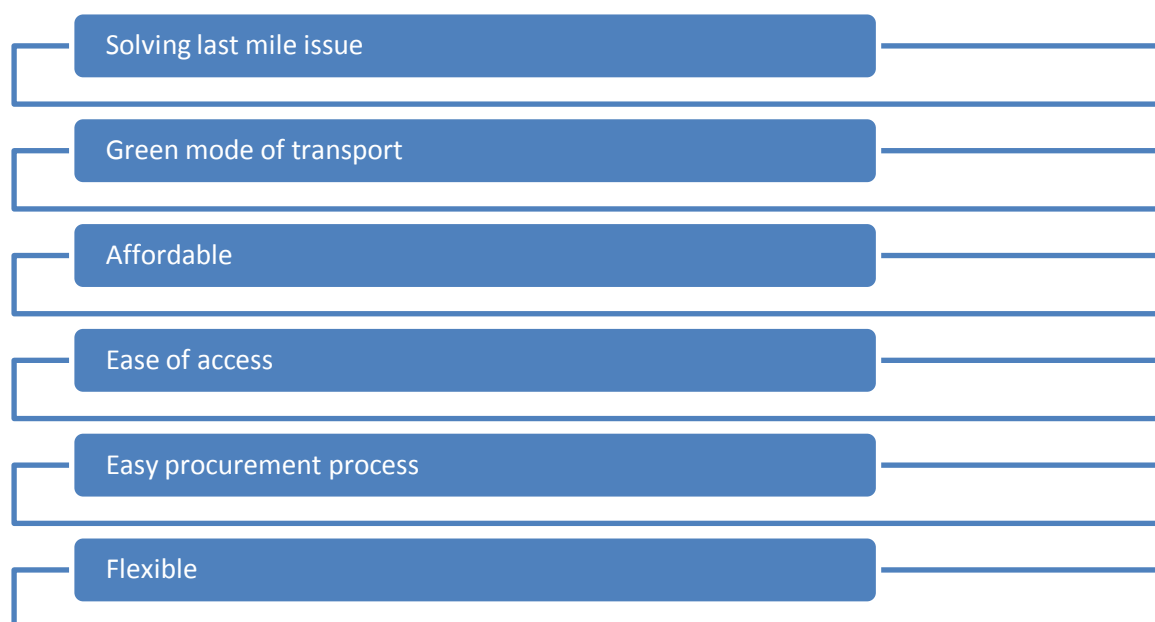 Solving last mile issue
Green mode of transport
Affordable
Ease of access
Easy procurement process
Flexible